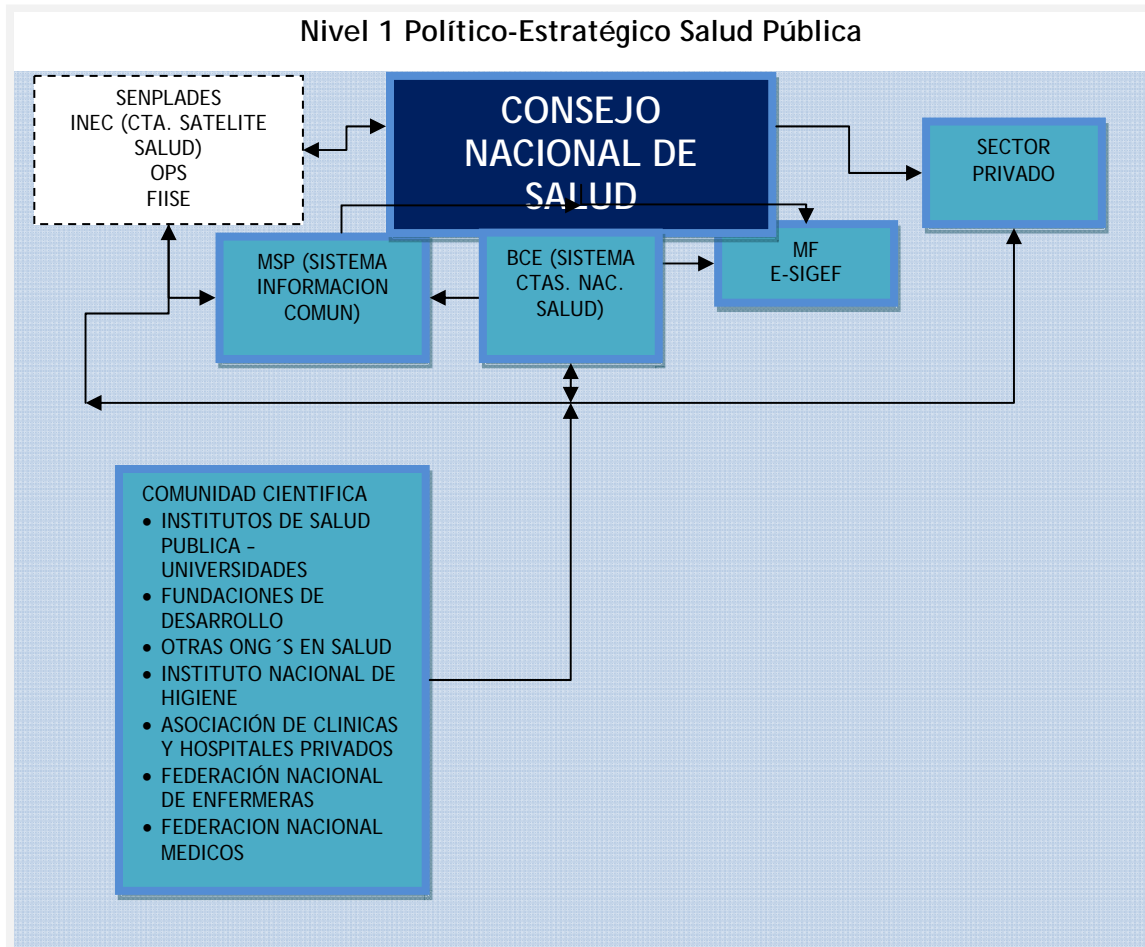 Nivel 1 Político-Estratégico Salud Pública
SENPLADES
INEC (CTA. SATELITE
SALUD)
OPS
FIISE
CONSEJO
NACIONAL DE
SALUD
SECTOR
PRIVADO
MSP (SISTEMA
INFORMACION
COMUN)
BCE (SISTEMA
CTAS. NAC.
SALUD)
MF
E-SIGEF
COMUNIDAD CIENTIFICA
• INSTITUTOS DE SALUD
PUBLICA –
UNIVERSIDADES
• FUNDACIONES DE
DESARROLLO
• OTRAS ONG´S EN SALUD
• INSTITUTO NACIONAL DE
HIGIENE
• ASOCIACIÓN DE CLINICAS
Y HOSPITALES PRIVADOS
• FEDERACIÓN NACIONAL
DE ENFERMERAS
• FEDERACION NACIONAL
MEDICOS